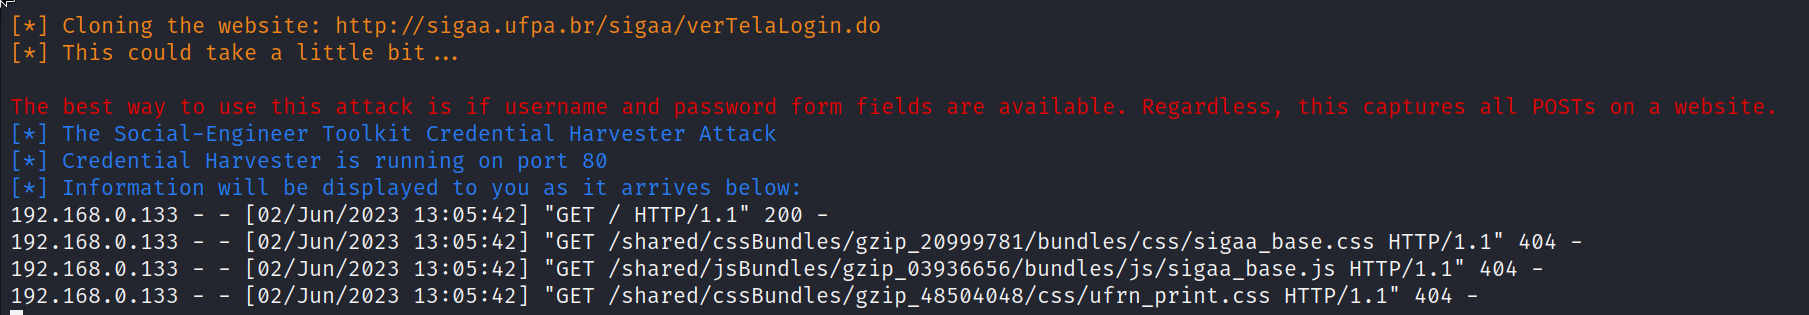 [*] Cloning the website: http://sigaa.ufpa.br/sigaa/verTelaLogin.do
[*] This could take a little bit...
The best way to use this attack is if username and password form fields are available. Regardless, this captures all POSTs on a website.
[*] The Social-Engineer Toolkit Credential Harvester Attack
[*] Credential Harvester is running on port 80
[*] Information will be displayed to you as it arrives below:
192.168.0.133 - - [02/Jun/2023 13:05:42] "GET / HTTP/1.1" 200 -
192.168.0.133 - - [02/Jun/2023 13:05:42] "GET /shared/cssBundles/gzip_20999781/bundles/css/sigaa_base.css HTTP/1.1" 404 -
192.168.0.133 - - [02/Jun/2023 13:05:42] "GET /shared/jsBundles/gzip_03936656/bundles/js/sigaa_base.js HTTP/1.1" 404 -
192.168.0.133 - - [02/Jun/2023 13:05:42] "GET /shared/cssBundles/gzip_48504048/css/ufrn_print.css HTTP/1.1" 404 -